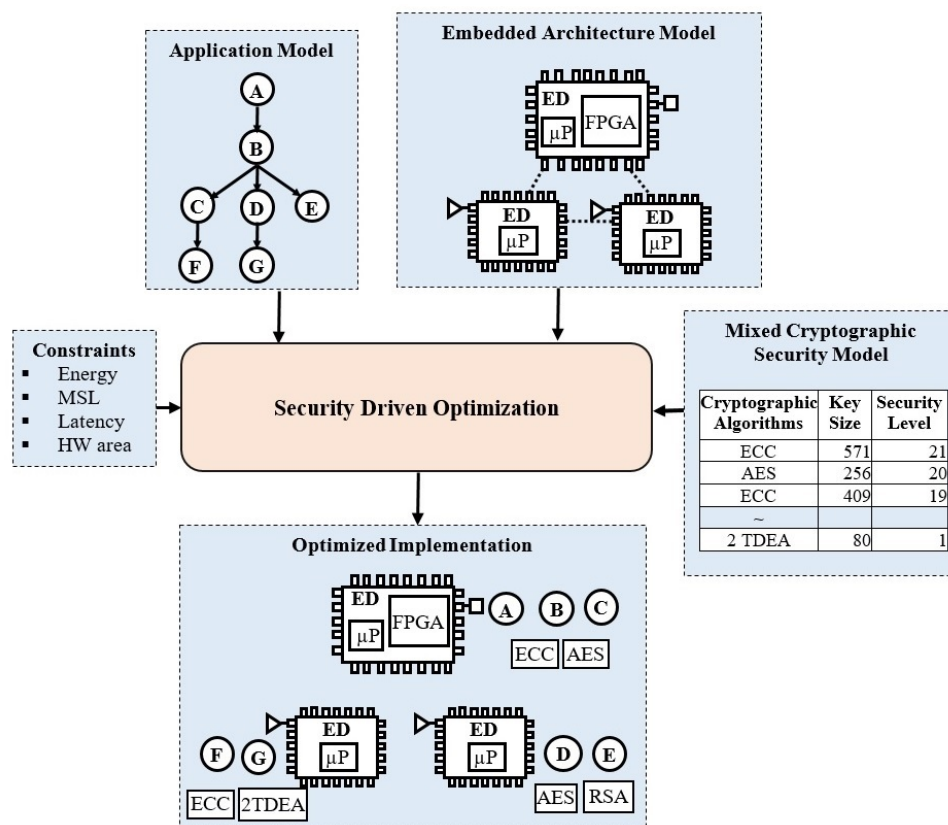 Application Model
A
B
C
D
E
F
G
Embedded Architecture Model
ED
µP
FPGA
ED
µP
ED
µP
Constraints
▪ Energy
▪ MSL
▪ Latency
▪ HW area
Security Driven Optimization
Mixed Cryptographic
Security Model
Cryptographic Algorithms Key Size Security Level
ECC 571 21
AES 256 20
ECC 409 19
~
2 TDEA 80 1
Optimized Implementation
ED
µP
FPGA
A B C
ECC AES
F G
ED
µP
ECC 2TDEA
ED
µP
D E
AES RSA